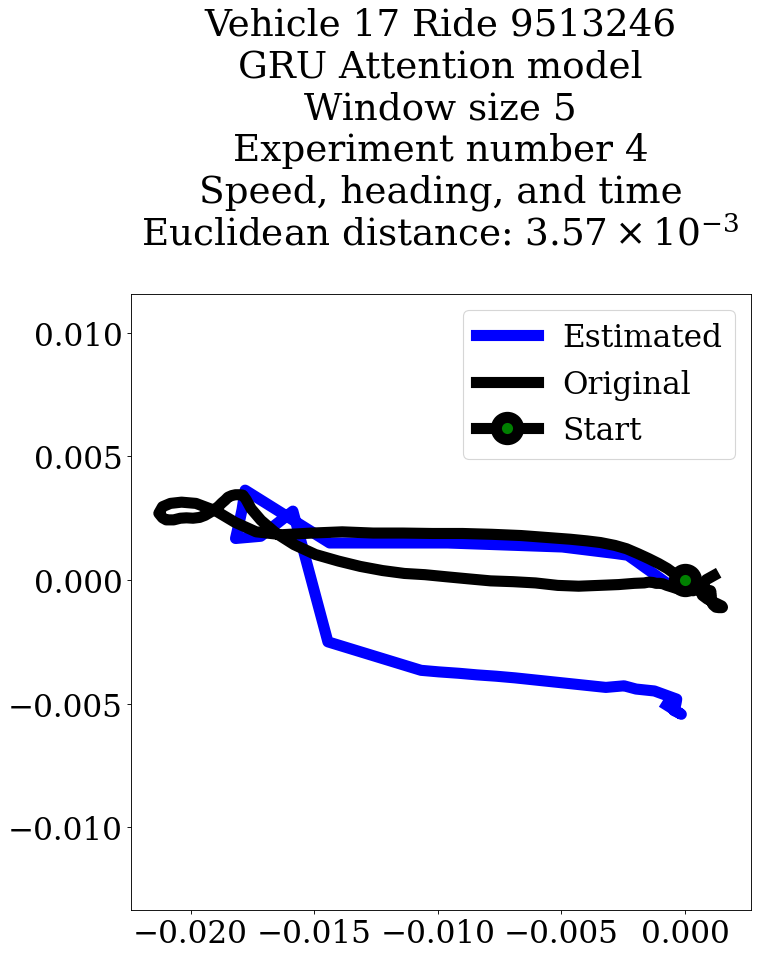 Vehicle 17 Ride 9513246
GRU Attention model
Window size 5
Experiment number 4
Speed, heading, and time
Euclidean distance: 3.57 × 10⁻³
Estimated
Original
Start
0.010
0.005
0.000
−0.005
−0.010
−0.020 −0.015 −0.010 −0.005 0.000